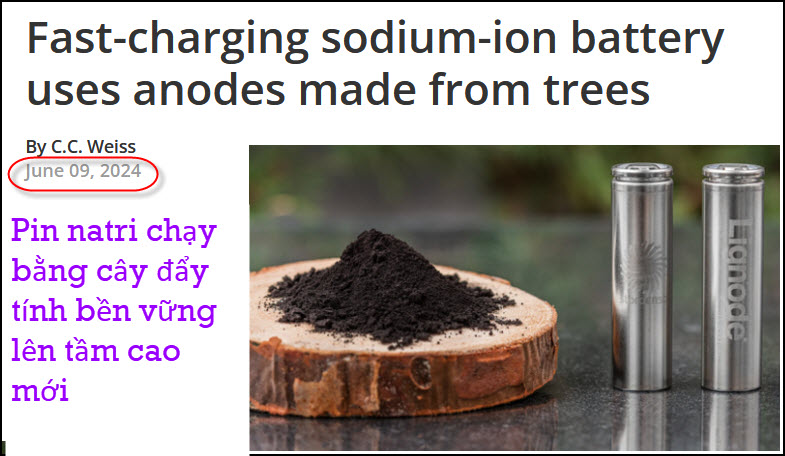 Fast-charging sodium-ion battery
uses anodes made from trees
By C.C. Weiss
June 09, 2024
Pin natri chạy
bằng cây đẩy
tính bền vững
lên tầm cao
mới
Lignode